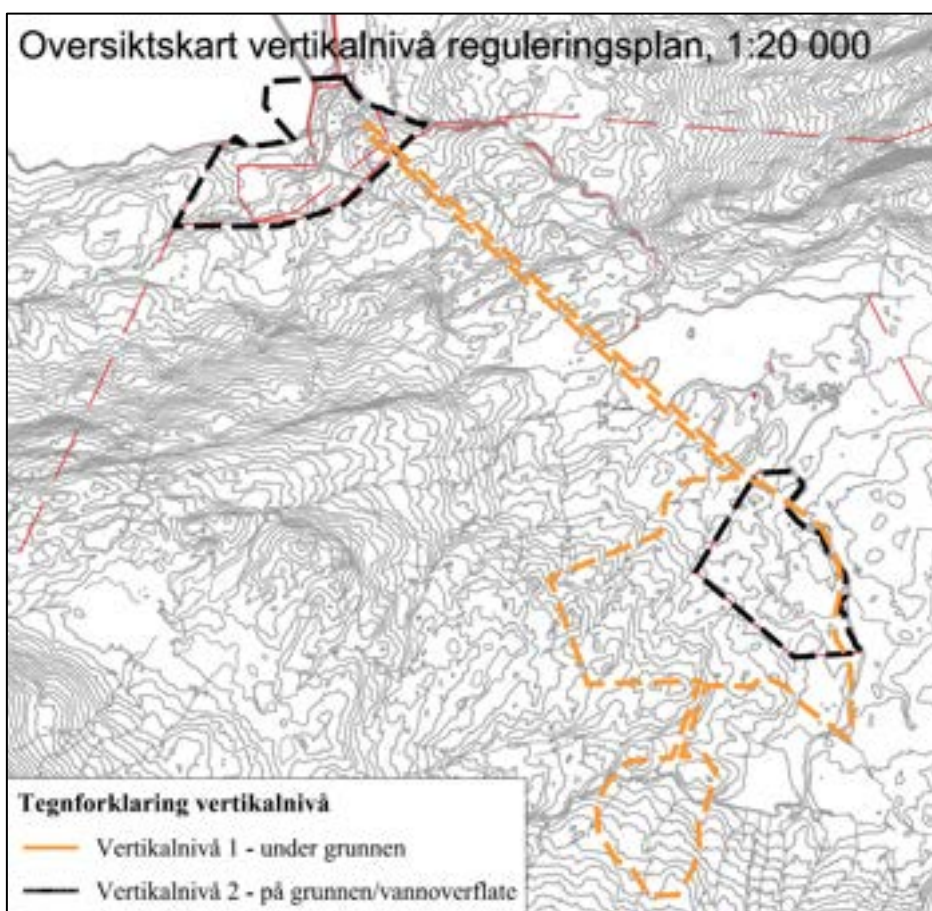 Oversiktskart vertikalnivå reguleringsplan, 1:20 000
Tegnforklaring vertikalnivå
Vertikalnivå 1 - under grunnen
Vertikalnivå 2 - på grunnen/vannoverflate